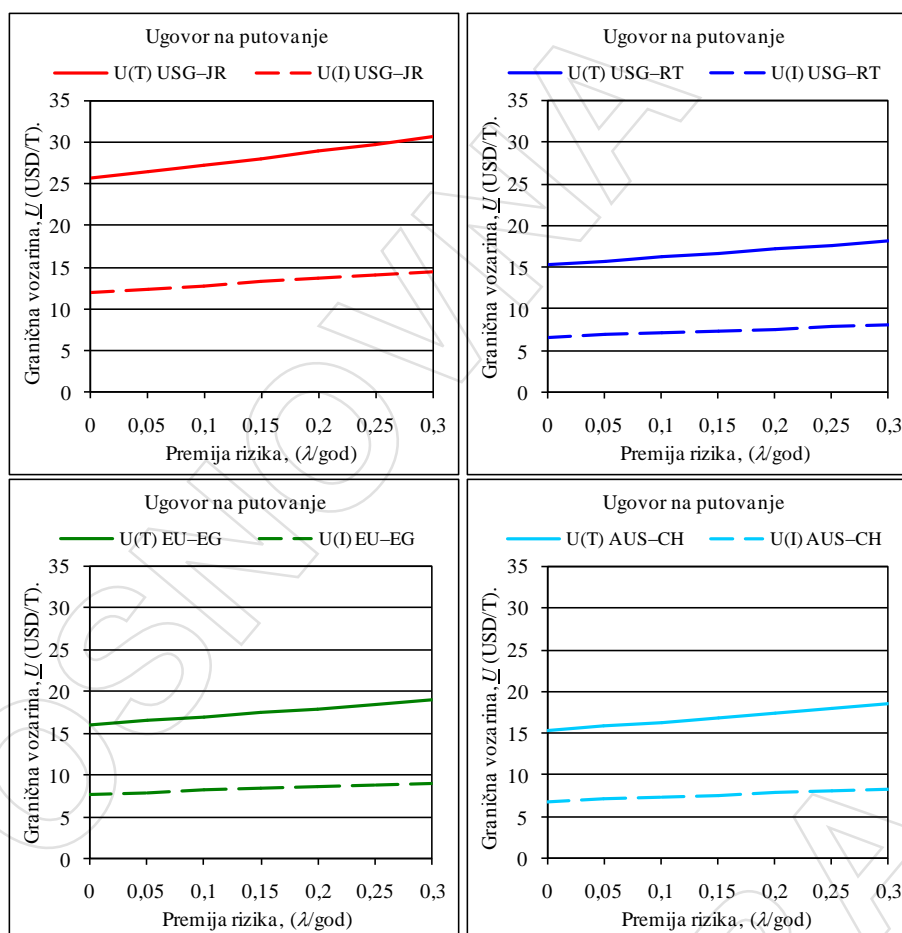 Ugovor na putovanje
U(T) USG–JR U(I) USG–JR
Granična vozarina, U (USD/T).
35
30
25
20
15
10
5
0
0 0,05 0,1 0,15 0,2 0,25 0,3
Premija rizika, (λ/god)
Ugovor na putovanje
U(T) USG–RT U(I) USG–RT
Granična vozarina, U (USD/T).
35
30
25
20
15
10
5
0
0 0,05 0,1 0,15 0,2 0,25 0,3
Premija rizika, (λ/god)
Ugovor na putovanje
U(T) EU–EG U(I) EU–EG
Granična vozarina, U (USD/T).
35
30
25
20
15
10
5
0
0 0,05 0,1 0,15 0,2 0,25 0,3
Premija rizika, (λ/god)
Ugovor na putovanje
U(T) AUS–CH U(I) AUS–CH
Granična vozarina, U (USD/T).
35
30
25
20
15
10
5
0
0 0,05 0,1 0,15 0,2 0,25 0,3
Premija rizika, (λ/god)
OSNOVNA